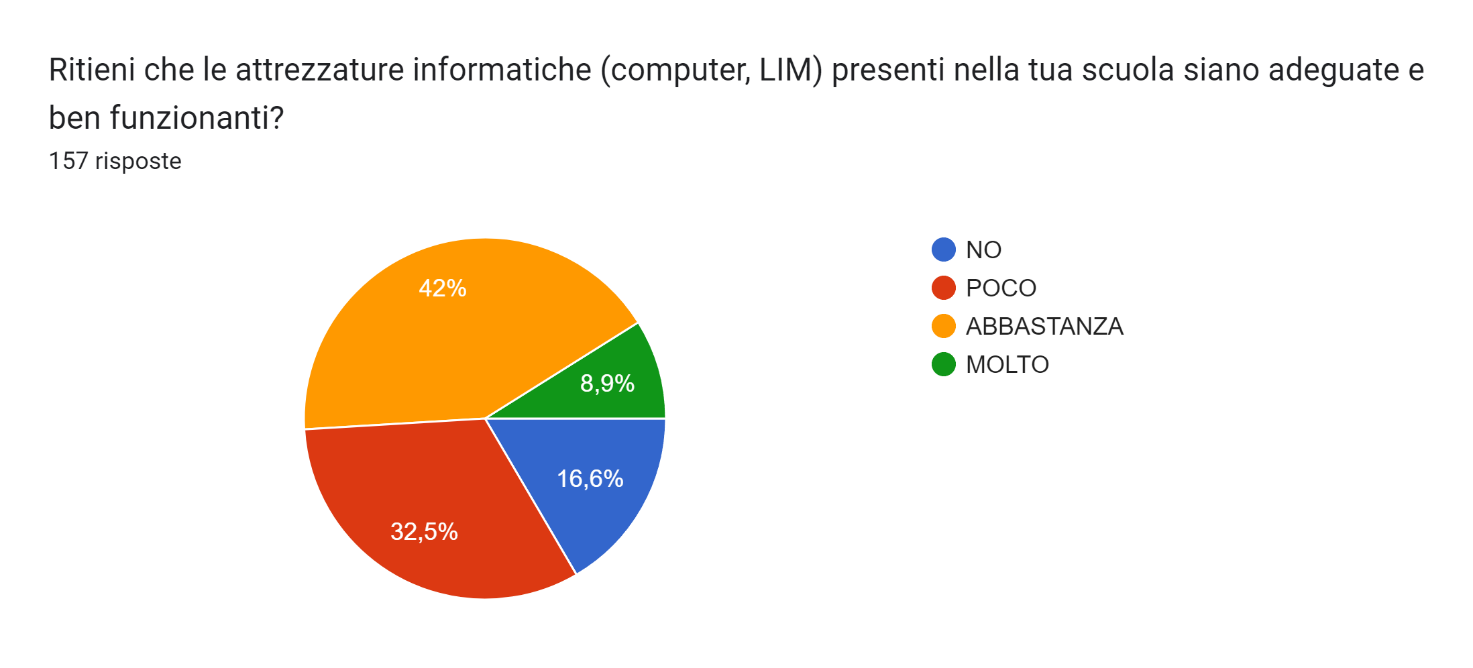 Ritieni che le attrezzature informatiche (computer, LIM) presenti nella tua scuola siano adeguate e
ben funzionanti?
157 risposte
NO
POCO
ABBASTANZA
MOLTO
42%
8,9%
16,6%
32,5%